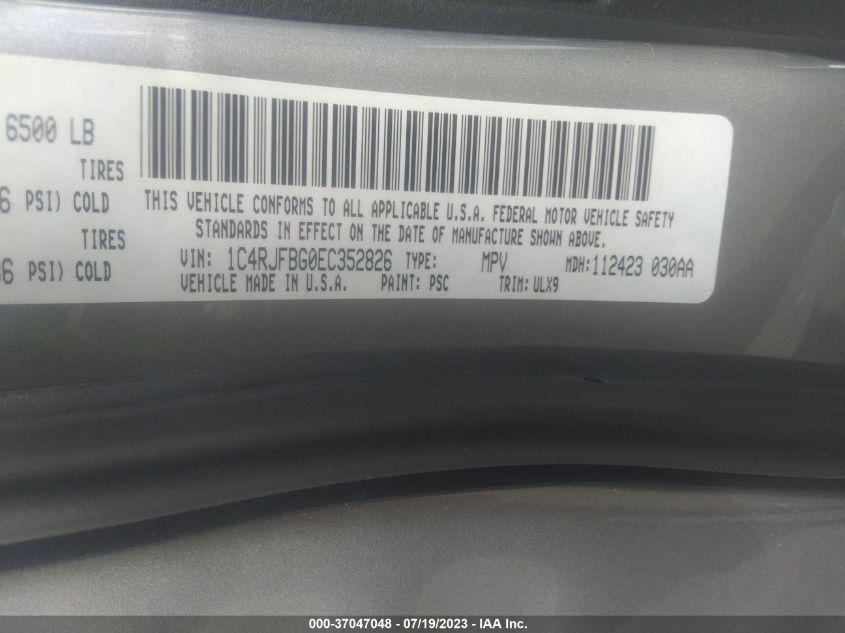 6500 LB
TIRES
6 PSI) COLD
TIRES
36 PSI) COLD
THIS VEHICLE CONFORMS TO ALL APPLICABLE U.S.A. FEDERAL MOTOR VEHICLE SAFETY
STANDARDS IN EFFECT ON THE DATE OF MANUFACTURE SHOWN ABOVE.
VIN: 1C4RJFBG0EC352826 TYPE: MPV MDH:112423 030AA
VEHICLE MADE IN U.S.A. PAINT: PSC TRIM: ULX9
000-37047048 - 07/19/2023 - IAA Inc.